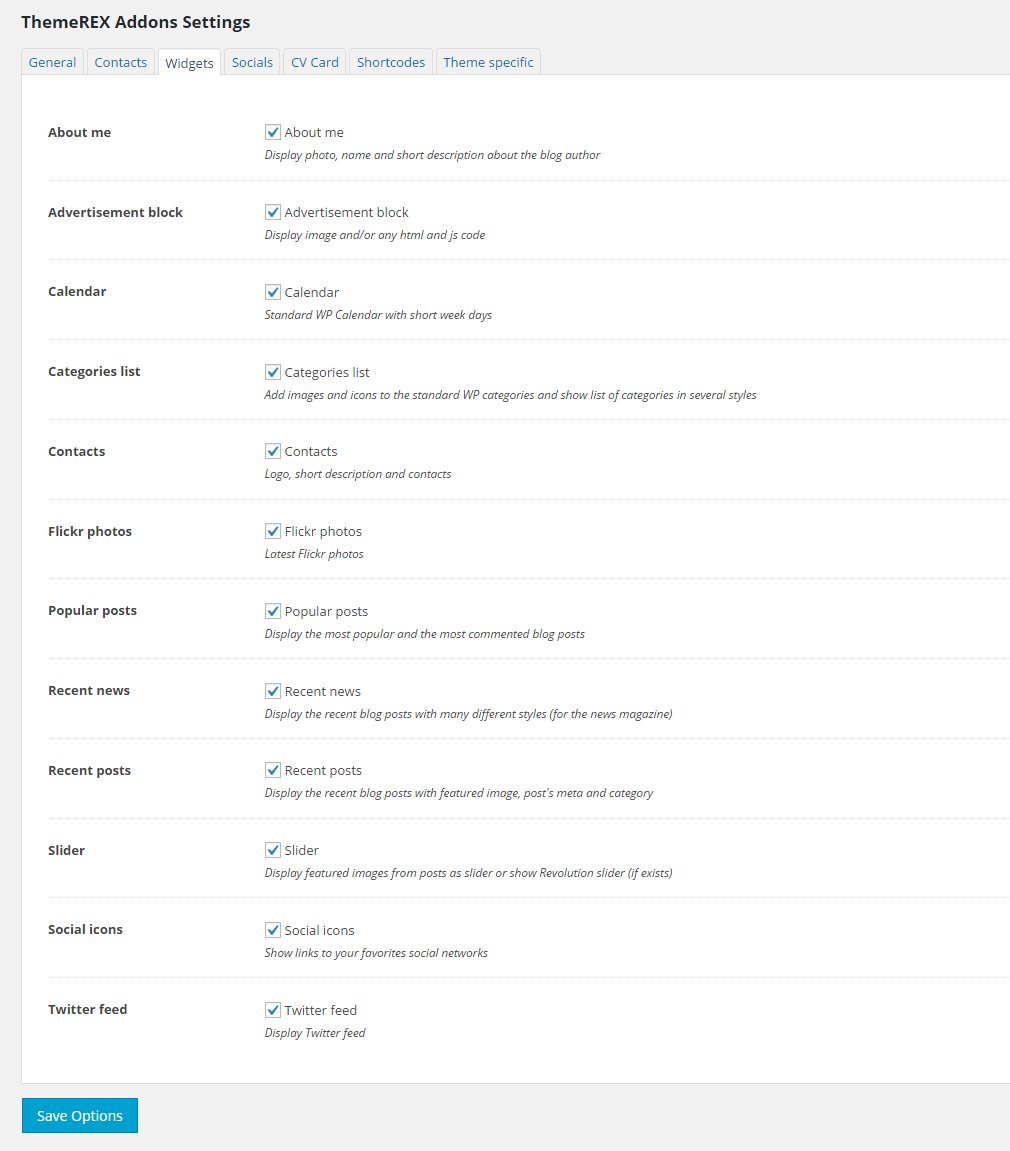 ThemeREX Addons Settings
General Contacts Widgets Socials CV Card Shortcodes Theme specific
About me About me
Display photo, name and short description about the blog author
Advertisement block Advertisement block
Display image and/or any html and js code
Calendar Calendar
Standard WP Calendar with short week days
Categories list Categories list
Add images and icons to the standard WP categories and show list of categories in several styles
Contacts Contacts
Logo, short description and contacts
Flickr photos Flickr photos
Latest Flickr photos
Popular posts Popular posts
Display the most popular and the most commented blog posts
Recent news Recent news
Display the recent blog posts with many different styles (for the news magazine)
Recent posts Recent posts
Display the recent blog posts with featured image, post's meta and category
Slider Slider
Display featured images from posts as slider or show Revolution slider (if exists)
Social icons Social icons
Show links to your favorites social networks
Twitter feed Twitter feed
Display Twitter feed
Save Options